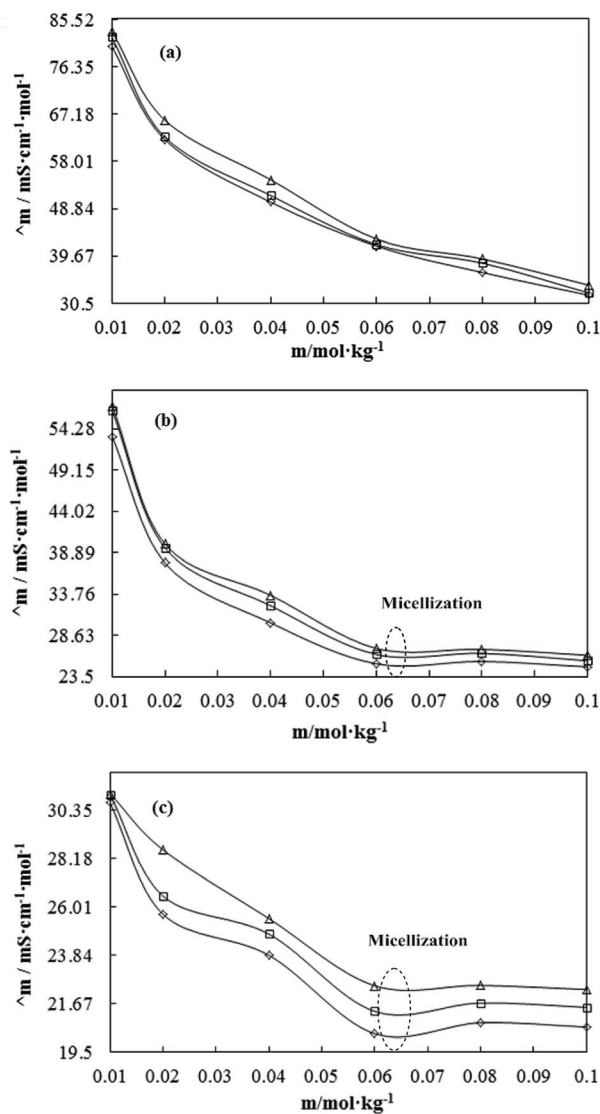 85.52
(a)
76.35
67.18
58.01
48.84
39.67
30.5
^m / mS·cm⁻¹·mol⁻¹
0.01 0.02 0.03 0.04 0.05 0.06 0.07 0.08 0.09 0.1
m/mol·kg⁻¹
(b)
54.28
49.15
44.02
38.89
33.76
Micellization
28.63
23.5
^m / mS·cm⁻¹·mol⁻¹
0.01 0.02 0.03 0.04 0.05 0.06 0.07 0.08 0.09 0.1
m/mol·kg⁻¹
(c)
30.35
28.18
26.01
Micellization
23.84
21.67
19.5
^m / mS·cm⁻¹·mol⁻¹
0.01 0.02 0.03 0.04 0.05 0.06 0.07 0.08 0.09 0.1
m/mol·kg⁻¹